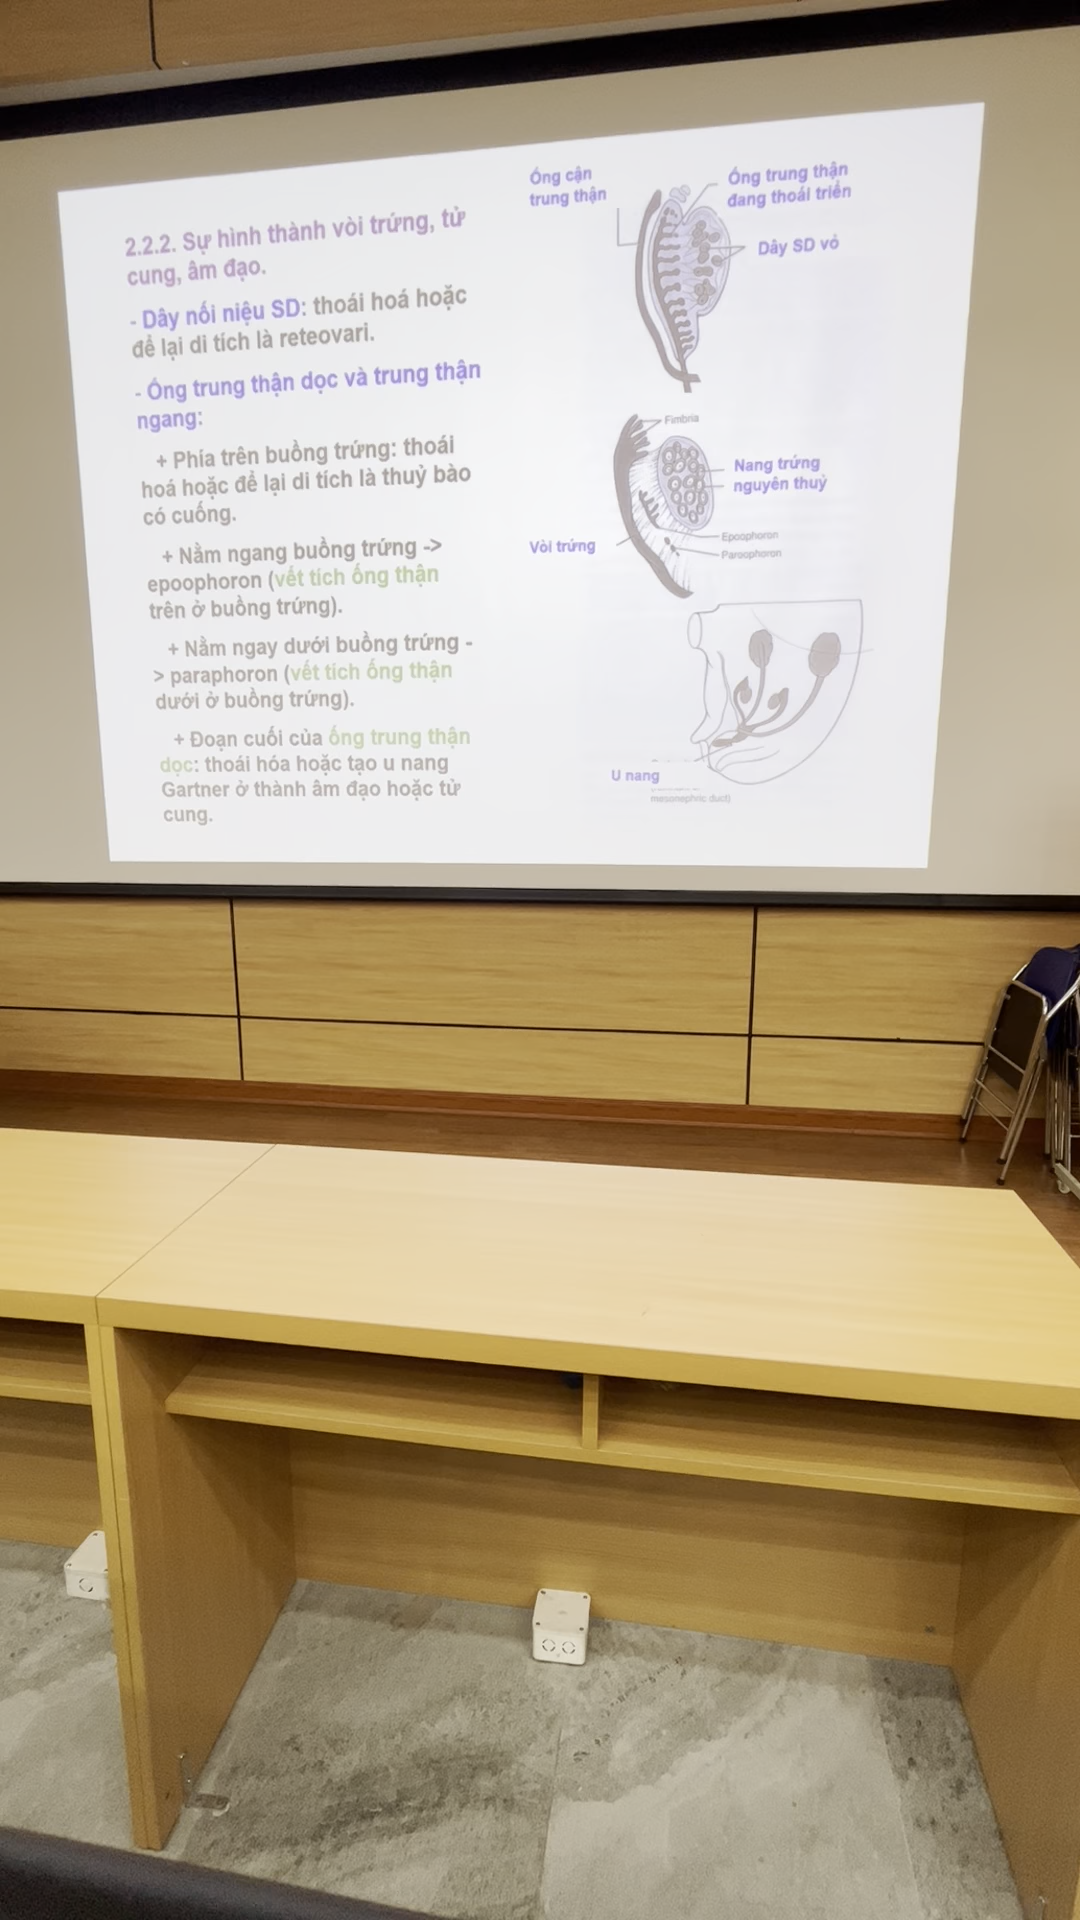 2.2.2. Sự hình thành vòi trứng, tử
cung, âm đạo.
- Dây nối niệu SD: thoái hoá hoặc
để lại di tích là reteovari.
- Ống trung thận dọc và trung thận
ngang:
+ Phía trên buồng trứng: thoái
hoá hoặc để lại di tích là thuỷ bào
có cuống.
+ Nằm ngang buồng trứng ->
epoophoron (vết tích ống thận
trên ở buồng trứng).
+ Nằm ngay dưới buồng trứng -
> paraphoron (vết tích ống thận
dưới ở buồng trứng).
+ Đoạn cuối của ống trung thận
dọc: thoái hóa hoặc tạo u nang
Gartner ở thành âm đạo hoặc tử
cung.
Ống cận
trung thận
Ống trung thận
đang thoái triển
Dây SD vỏ
Fimbria
Nang trứng
nguyên thuỷ
Vòi trứng
Epoophoron
Paroophoron
U nang
mesonephric duct)